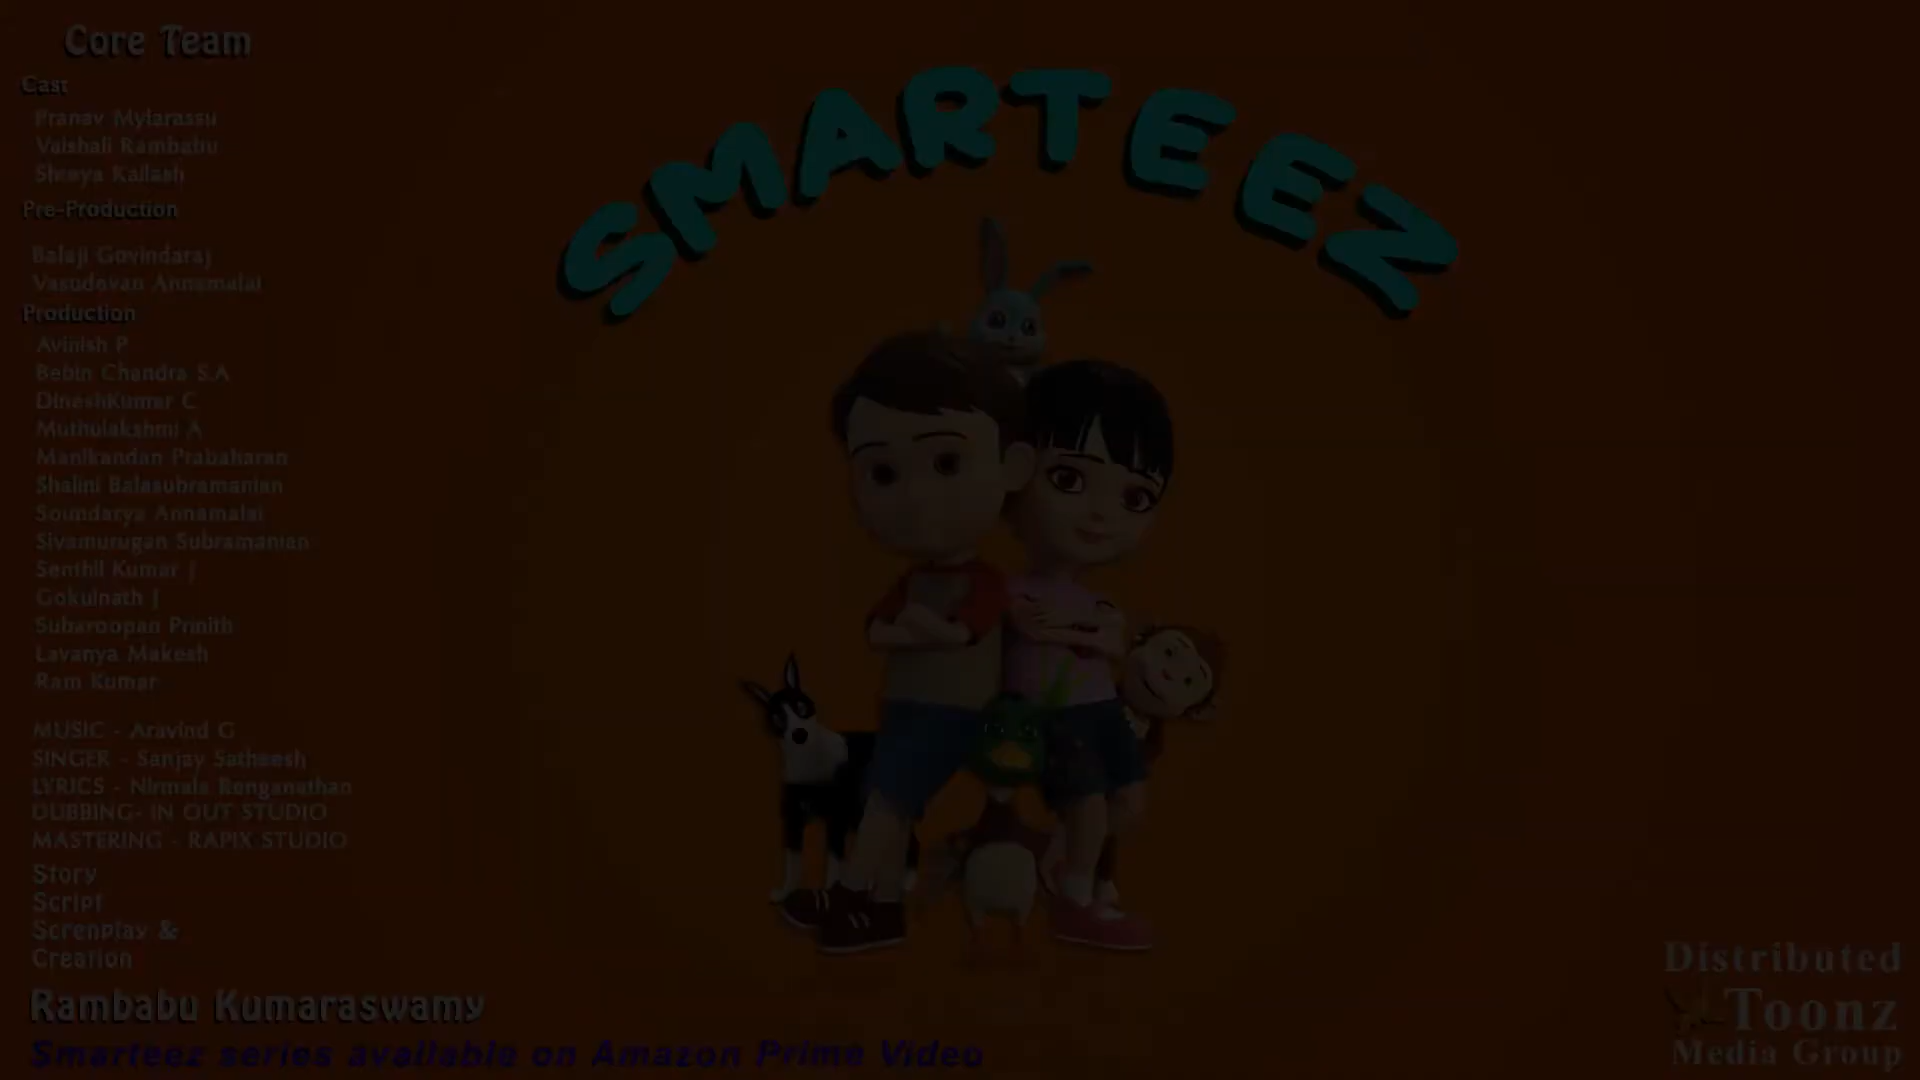 Core Team
Cast
Pranav Mylarassu
Vaishali Rambabu
Shreya Kailash
Pre-Production
Balaji Govindaraj
Vasudevan Annamalai
Production
Avinish P
Bebin Chandra S.A
DineshKumar C
Muthulakshmi A
Manikandan Prabaharan
Shalini Balasubramanian
Soundarya Annamalai
Sivamurugan Subramanian
Senthil Kumar J
Gokulnath J
Subaroopan Prinith
Lavanya Makesh
Ram Kumar
MUSIC - Aravind G
SINGER - Sanjay Satheesh
LYRICS - Nirmala Renganathan
DUBBING- IN OUT STUDIO
MASTERING - RAPIX STUDIO
Story
Script
Screnplay &
Creation
Rambabu Kumaraswamy
Smarteez series available on Amazon Prime Video
SMARTEEZ
Distributed
Toonz
Media Group